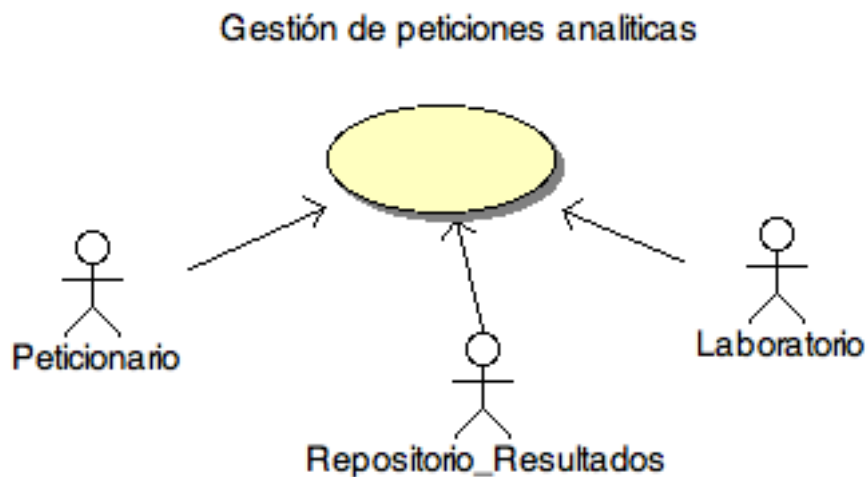 Gestión de peticiones analiticas
Peticionario
Laboratorio
Repositorio_Resultados